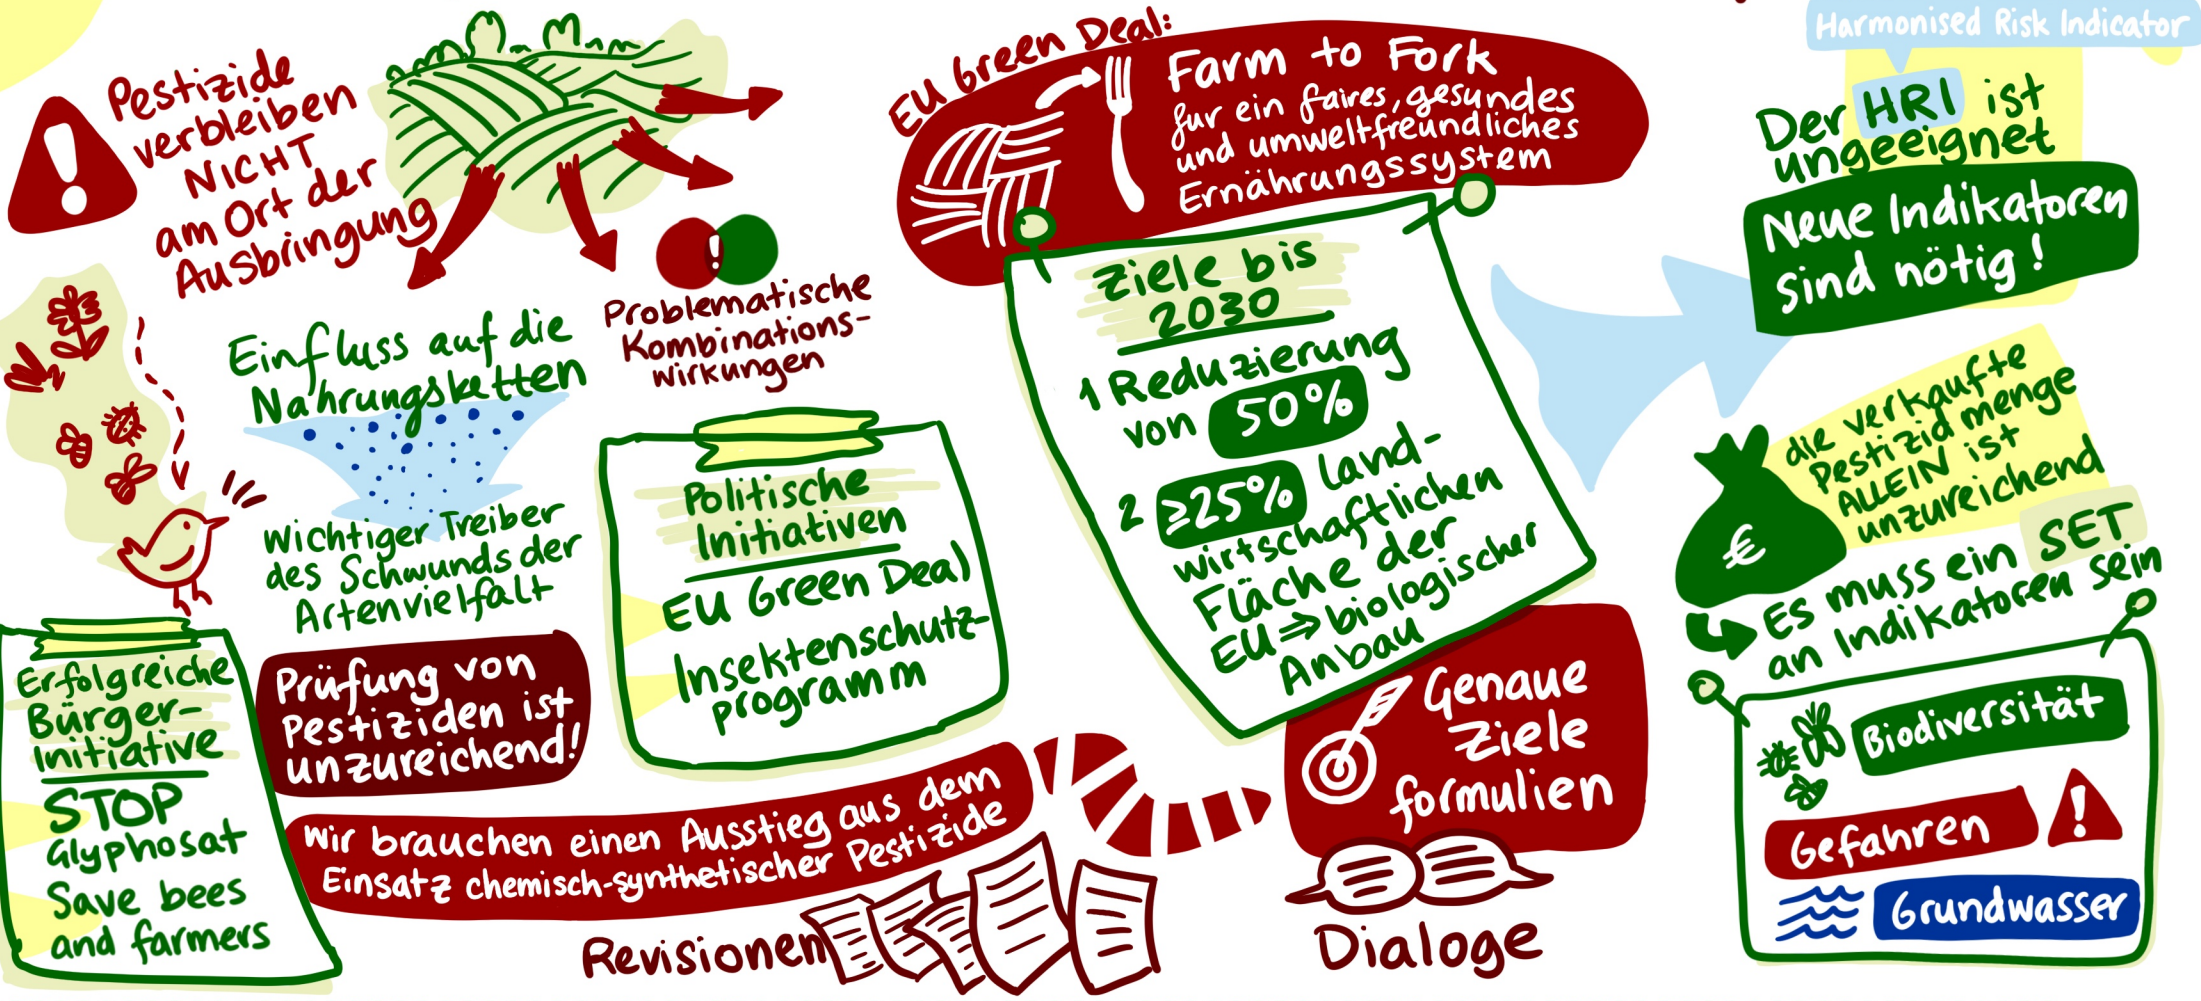 Pestizide
verbleiben
NICHT
am Ort der
Ausbringung
Einfluss auf die
Nahrungsketten
Wichtiger Treiber
des Schwunds der
Artenvielfalt
Problematische
Kombinations-
wirkungen
Erfolgreiche
Bürger-
initiative
STOP
Glyphosat
Save bees
and farmers
Prüfung von
Pestiziden ist
unzureichend!
Politische
Initiativen
EU Green Deal
Insektenschutz-
programm
Wir brauchen einen Ausstieg aus dem
Einsatz chemisch-synthetischer Pestizide
Revisionen
EU Green Deal:
Farm to Fork
fur ein faires, gesundes
und umweltfreundliches
Ernährungssystem
Ziele bis
2030
1 Reduzierung
von 50%
2 ≥25% land-
wirtschaftlichen
Fläche der
EU ⇒ biologischer
Anbau
Genaue
Ziele
formulien
Dialoge
Harmonised Risk Indicator
Der HRI ist
ungeeignet
Neue Indikatoren
sind nötig!
die verkaufte
Pestizidmenge
ALLEIN ist
unzureichend
€
Es muss ein SET
an Indikatoren sein
Biodiversität
Gefahren
Grundwasser